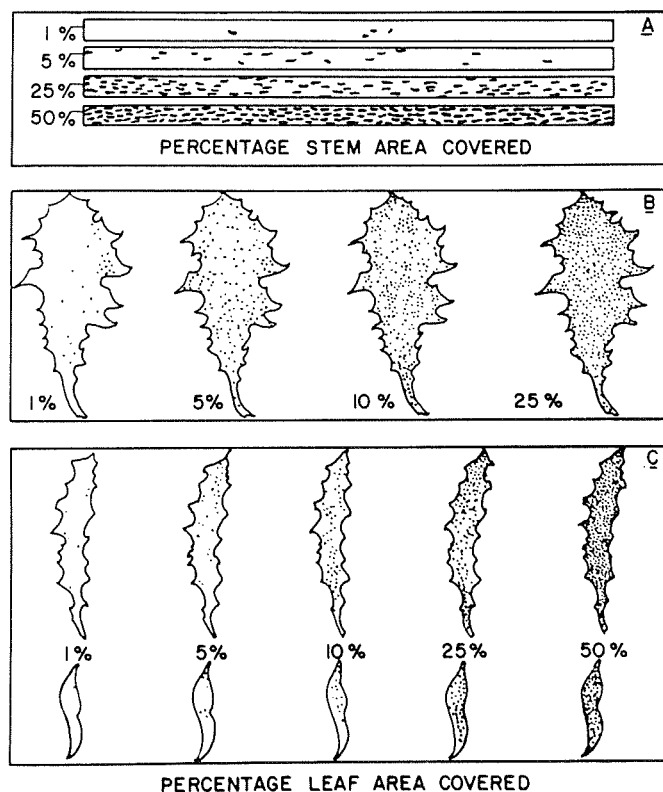 A
1%
5%
25%
50%
PERCENTAGE STEM AREA COVERED
B
1% 5% 10% 25%
C
1% 5% 10% 25% 50%
PERCENTAGE LEAF AREA COVERED